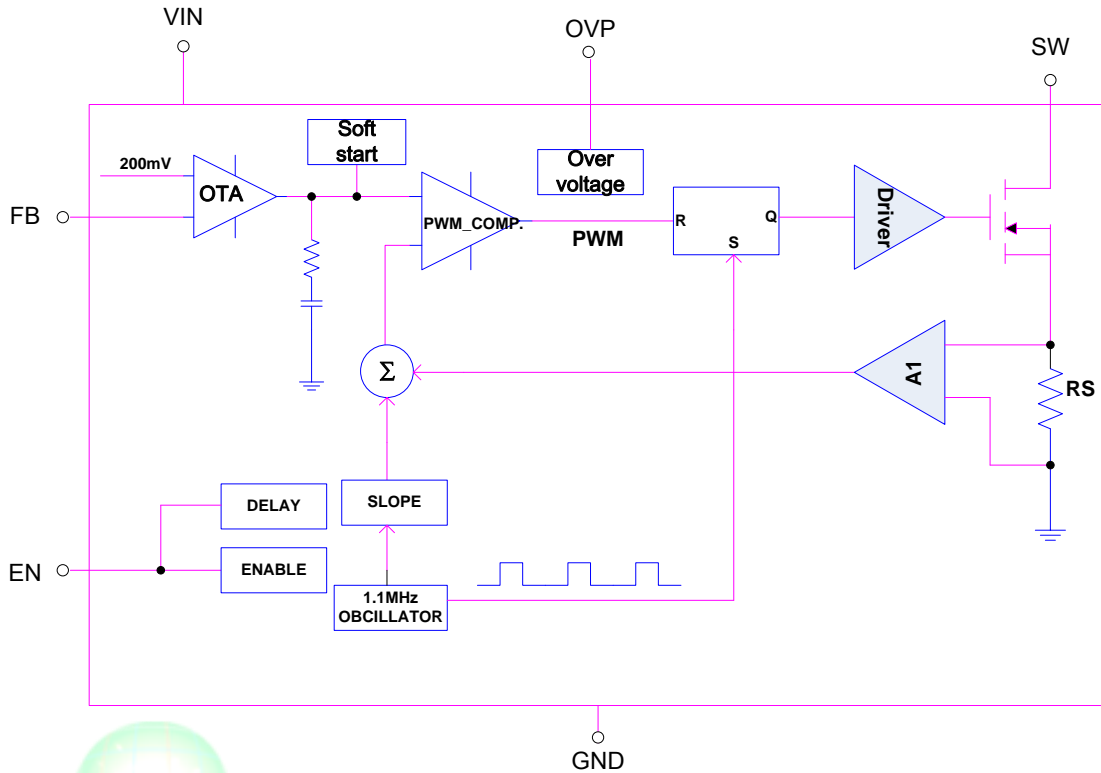 VIN
OVP
SW
Soft
start
200mV
OTA
Over
voltage
FB
PWM_COMP.
PWM
R
Q
S
Driver
Σ
A1
RS
DELAY
SLOPE
EN
ENABLE
1.1MHz
OBCILLATOR
GND